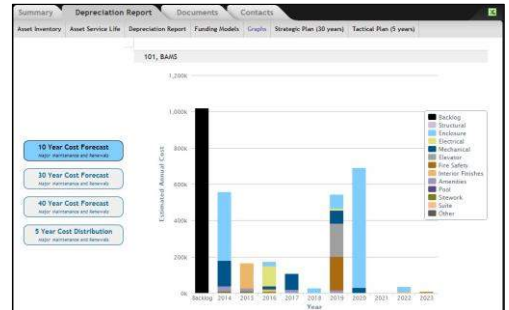 Summary Depreciation Report Documents Contacts
Asset Inventory Asset Service Life Depreciation Report Funding Models Graphs Strategic Plan (30 years) Tactical Plan (5 years)
101, BAMS
1,200k
1,000k
800k
600k
400k
200k
0k
Estimated Annual Cost
Backlog 2014 2015 2016 2017 2018 2019 2020 2021 2022 2023
Year
10 Year Cost Forecast
major maintenance and Renewals
30 Year Cost Forecast
major maintenance and Renewals
40 Year Cost Forecast
major maintenance and Renewals
5 Year Cost Distribution
major maintenance and Renewals
Backlog
Structural
Enclosure
Electrical
Mechanical
Elevator
Fire Safety
Interior Finishes
Amenities
Pool
Sitework
Suite
Other